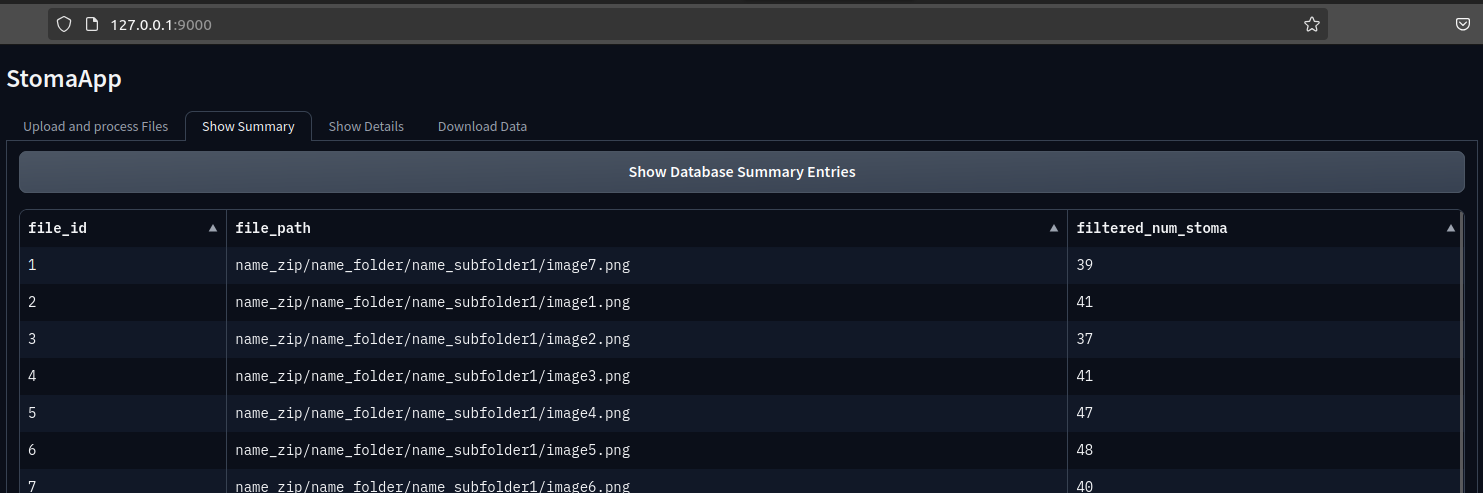 127.0.0.1:9000
StomaApp
Upload and process Files Show Summary Show Details Download Data
Show Database Summary Entries
file_id file_path filtered_num_stoma
1 name_zip/name_folder/name_subfolder1/image7.png 39
2 name_zip/name_folder/name_subfolder1/image1.png 41
3 name_zip/name_folder/name_subfolder1/image2.png 37
4 name_zip/name_folder/name_subfolder1/image3.png 41
5 name_zip/name_folder/name_subfolder1/image4.png 47
6 name_zip/name_folder/name_subfolder1/image5.png 48
7 name_zip/name_folder/name_subfolder1/image6.png 40